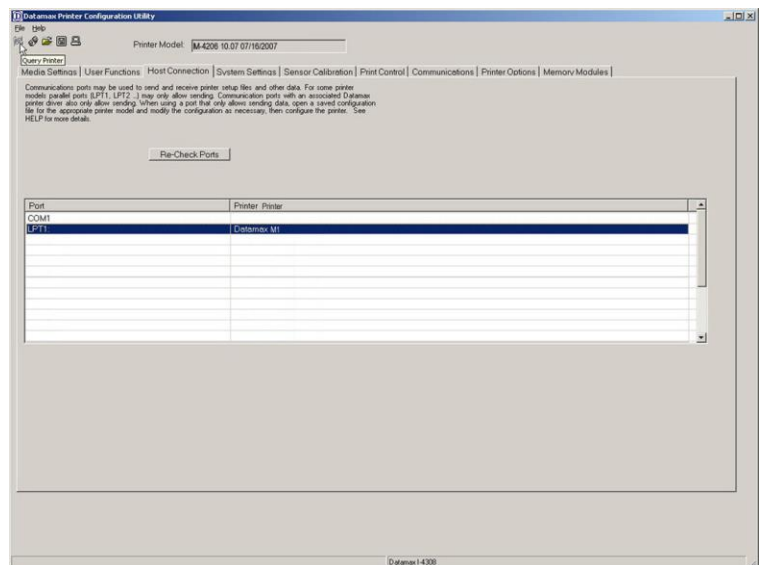 Datamax Printer Configuration Utility
File Help
Printer Model: M-4206 10.07 07/16/2007
Query Printer
Media Settings User Functions Host Connection System Settings Sensor Calibration Print Control Communications Printer Options Memory Modules
Communications ports may be used to send and receive printer setup files and other data. For some printer
models parallel ports (LPT1, LPT2 ...) may only allow sending. Communication ports with an associated Datamax
printer driver also only allow sending. When using a port that only allows sending data, open a saved configuration
file for the appropriate printer model and modify the configuration as necessary, then configure the printer. See
HELP for more details.
Re-Check Ports
Port Printer Printer
COM1
LPT1: Datamax M1
Datamax I-4308